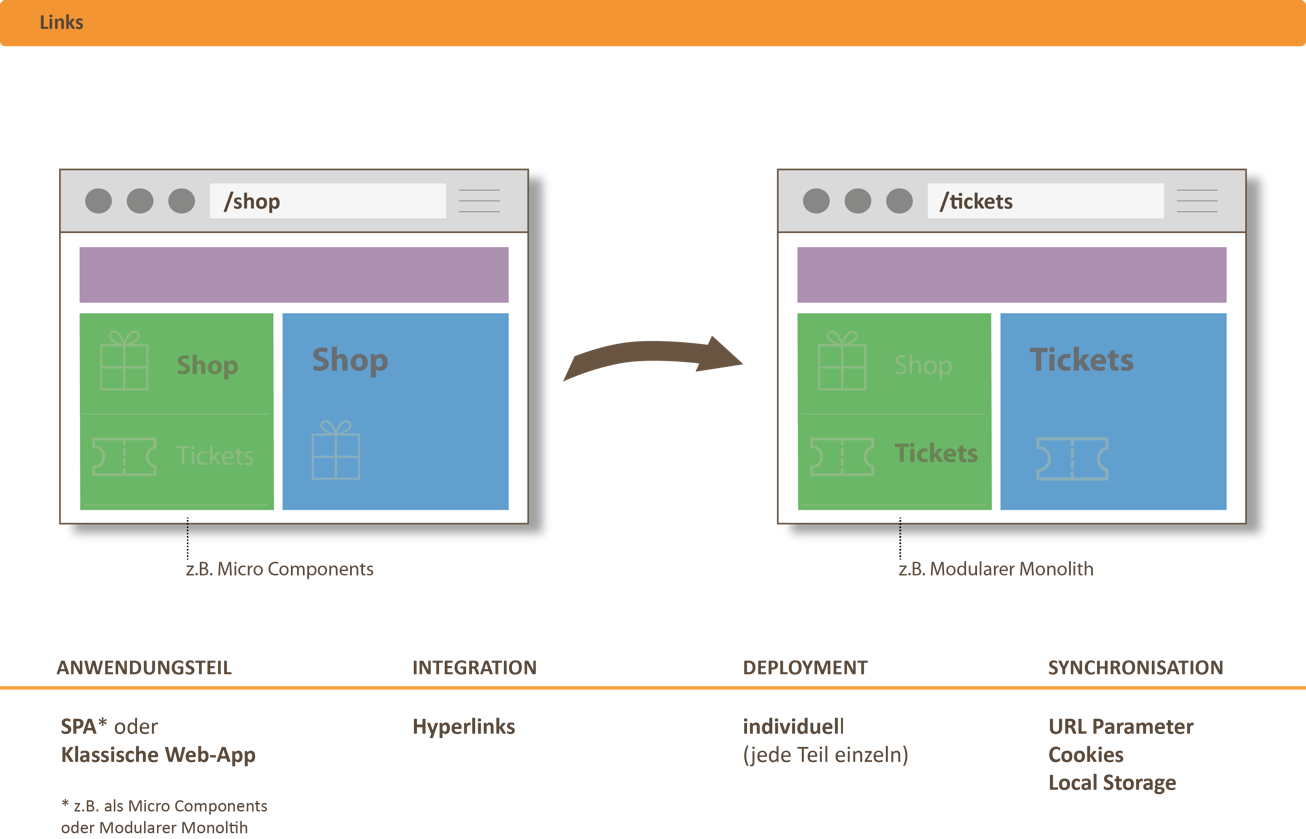 Links
/shop
Shop
Shop
Tickets
z.B. Micro Components
/tickets
Shop
Tickets
Tickets
z.B. Modularer Monolith
ANWENDUNGSTEIL
SPA* oder
Klassische Web-App
* z.B. als Micro Components
oder Modularer Monoltih
INTEGRATION
Hyperlinks
DEPLOYMENT
individuell
(jede Teil einzeln)
SYNCHRONISATION
URL Parameter
Cookies
Local Storage